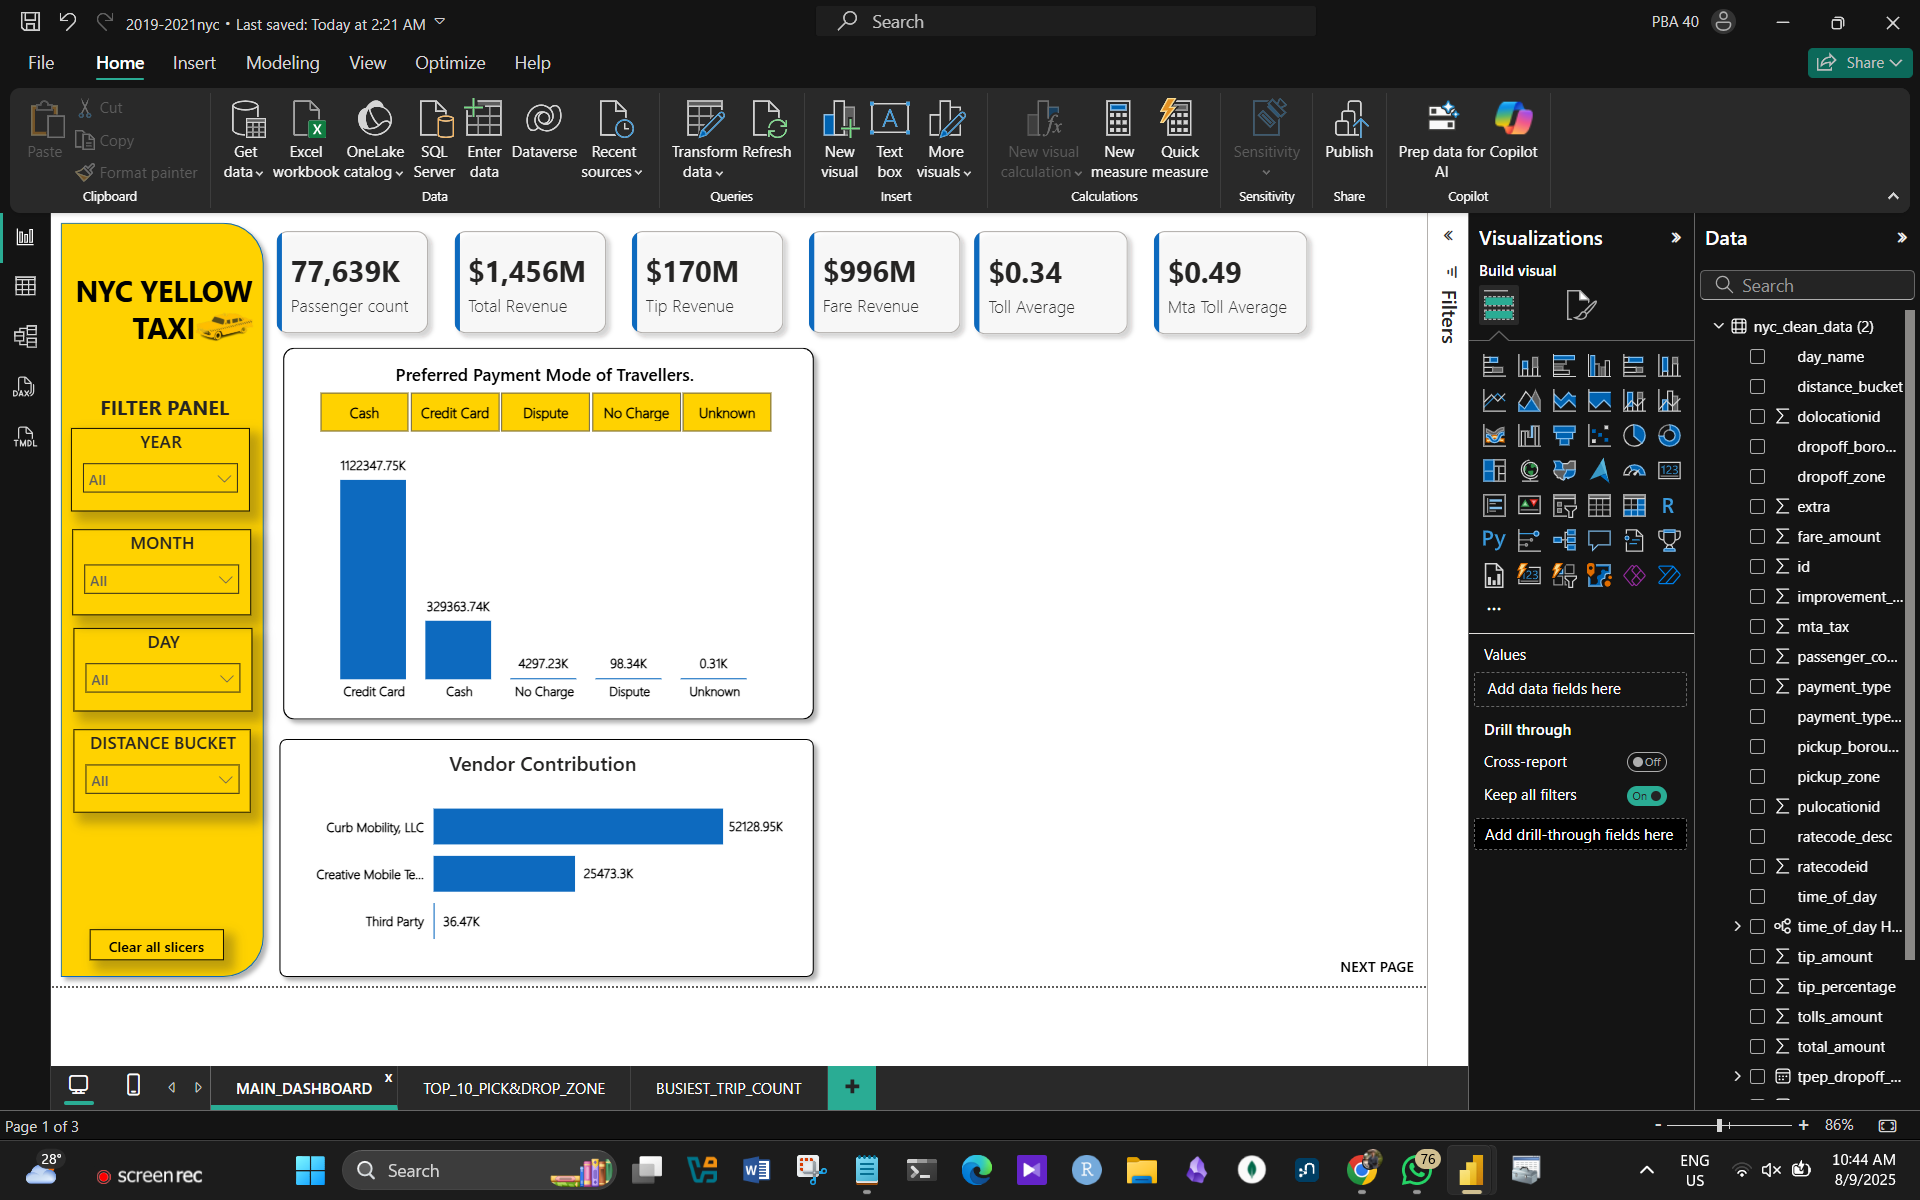 2019-2021nyc • Last saved: Today at 2:21 AM
Search
PBA 40
File
Home
Insert
Modeling
View
Optimize
Help
Share
Paste
Cut
Copy
Format painter
Clipboard
Get data
Excel workbook
OneLake catalog
SQL Server
Enter data
Dataverse
Recent sources
Data
Transform data
Refresh
Queries
New visual
Text box
More visuals
Insert
New visual calculation
New measure
Quick measure
Calculations
Sensitivity
Sensitivity
Publish
Share
Prep data for AI
Copilot
Copilot
DAX
TMDL
NYC YELLOW
TAXI
FILTER PANEL
YEAR
All
MONTH
All
DAY
All
DISTANCE BUCKET
All
Clear all slicers
77,639K
Passenger count
$1,456M
Total Revenue
$170M
Tip Revenue
$996M
Fare Revenue
$0.34
Toll Average
$0.49
Mta Toll Average
Preferred Payment Mode of Travellers.
Cash
Credit Card
Dispute
No Charge
Unknown
1122347.75K
329363.74K
4297.23K
98.34K
0.31K
Credit Card
Cash
No Charge
Dispute
Unknown
Vendor Contribution
Curb Mobility, LLC
52128.95K
Creative Mobile Te...
25473.3K
Third Party
36.47K
NEXT PAGE
Filters
Visualizations
Build visual
123
R
Py
123
...
Values
Add data fields here
Drill through
Cross-report
Off
Keep all filters
On
Add drill-through fields here
Data
Search
nyc_clean_data (2)
day_name
distance_bucket
dolocationid
dropoff_boro...
dropoff_zone
extra
fare_amount
id
improvement_...
mta_tax
passenger_co...
payment_type
payment_type...
pickup_borou...
pickup_zone
pulocationid
ratecode_desc
ratecodeid
time_of_day
time_of_day H...
tip_amount
tip_percentage
tolls_amount
total_amount
tpep_dropoff_...
MAIN_DASHBOARD
x
TOP_10_PICK&DROP_ZONE
BUSIEST_TRIP_COUNT
+
Page 1 of 3
- + 86%
28°
screen rec
Search
R
:n
76
ENG
US
10:44 AM
8/9/2025